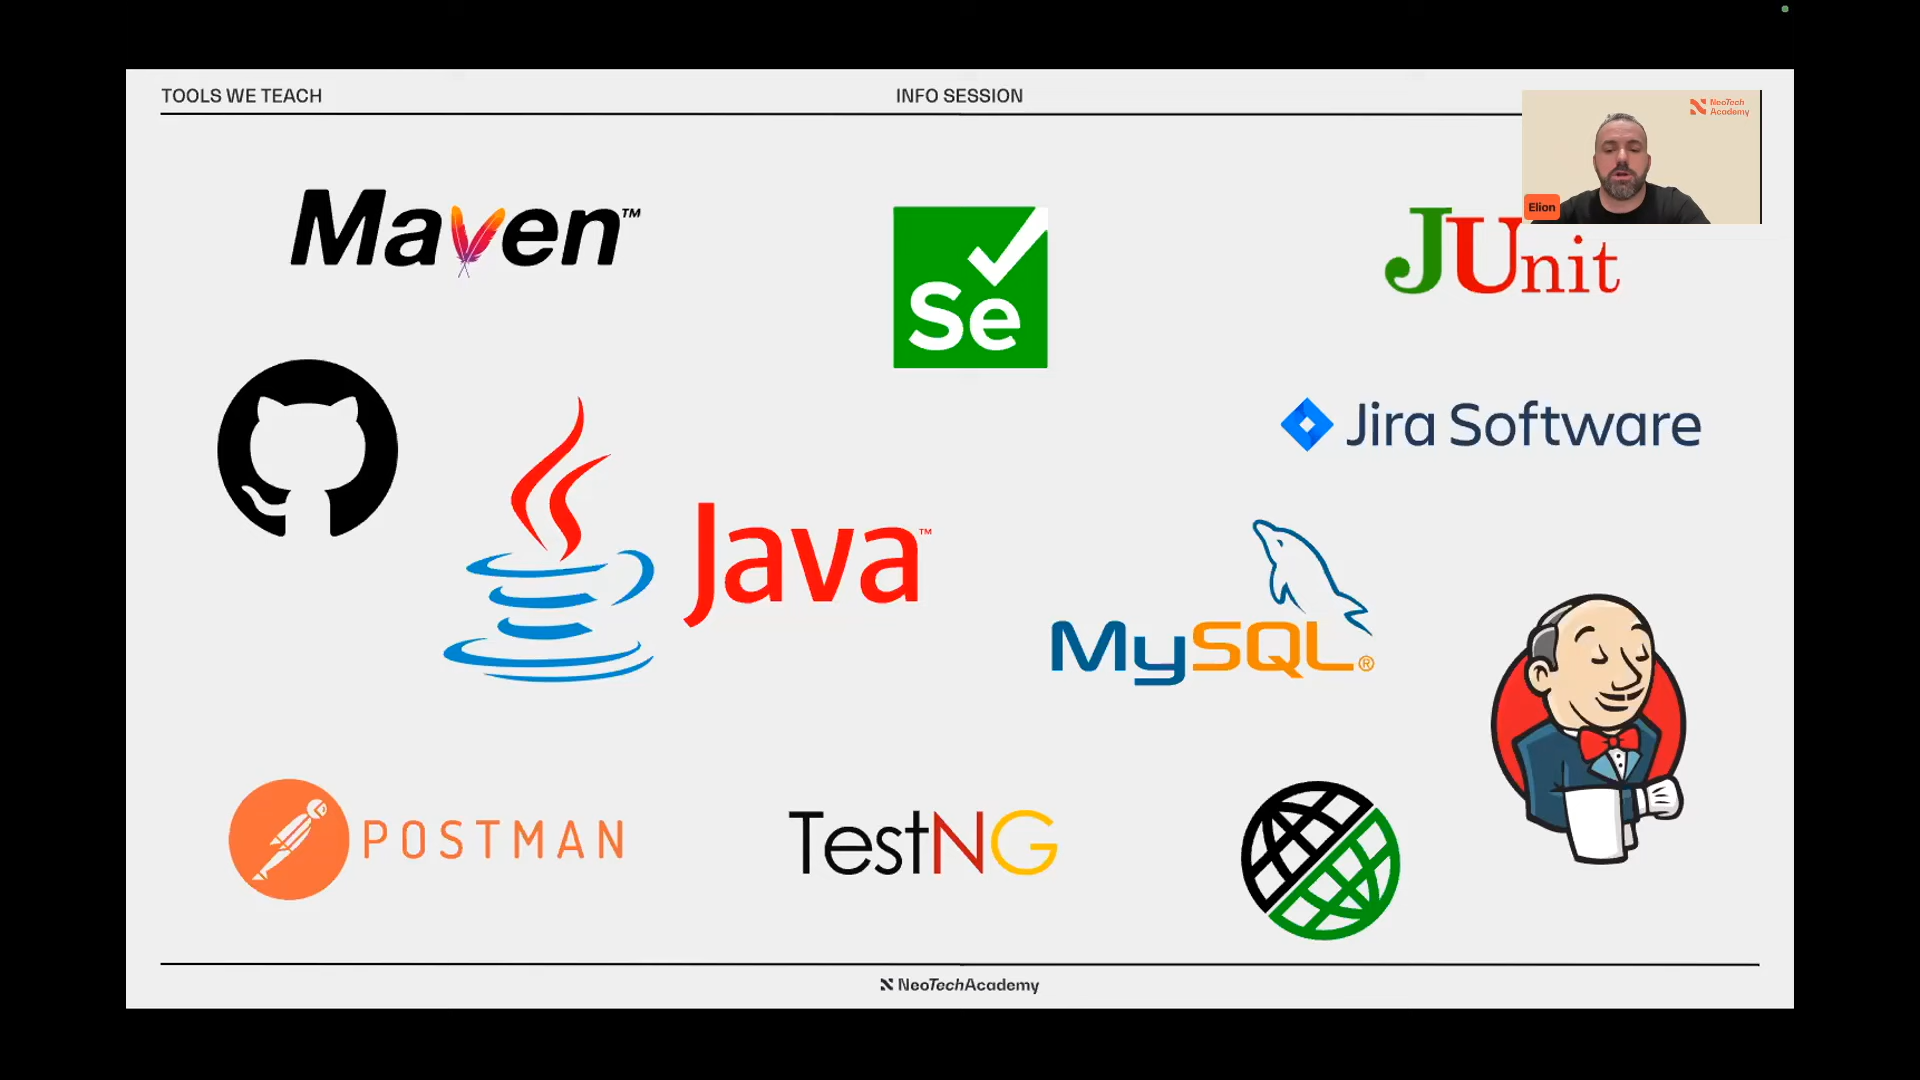 TOOLS WE TEACH
INFO SESSION
NeoTech
Academy
Elion
Maven™
Se
JUnit
Jira Software
Java™
MySQL®
POSTMAN
TestNG
NeoTechAcademy